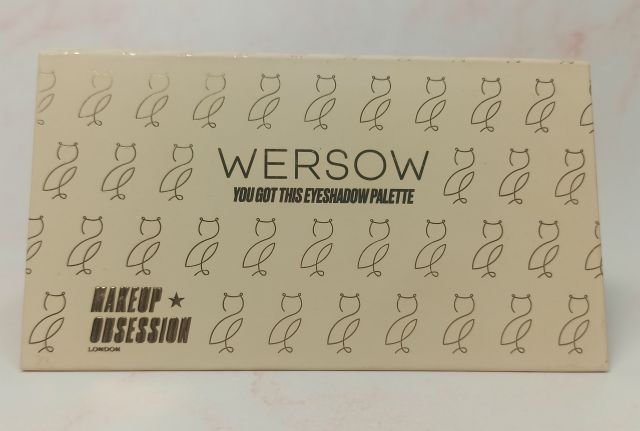 WERSOW
YOU GOT THIS EYESHADOW PALETTE
MAKEUP
OBSESSION
LONDON